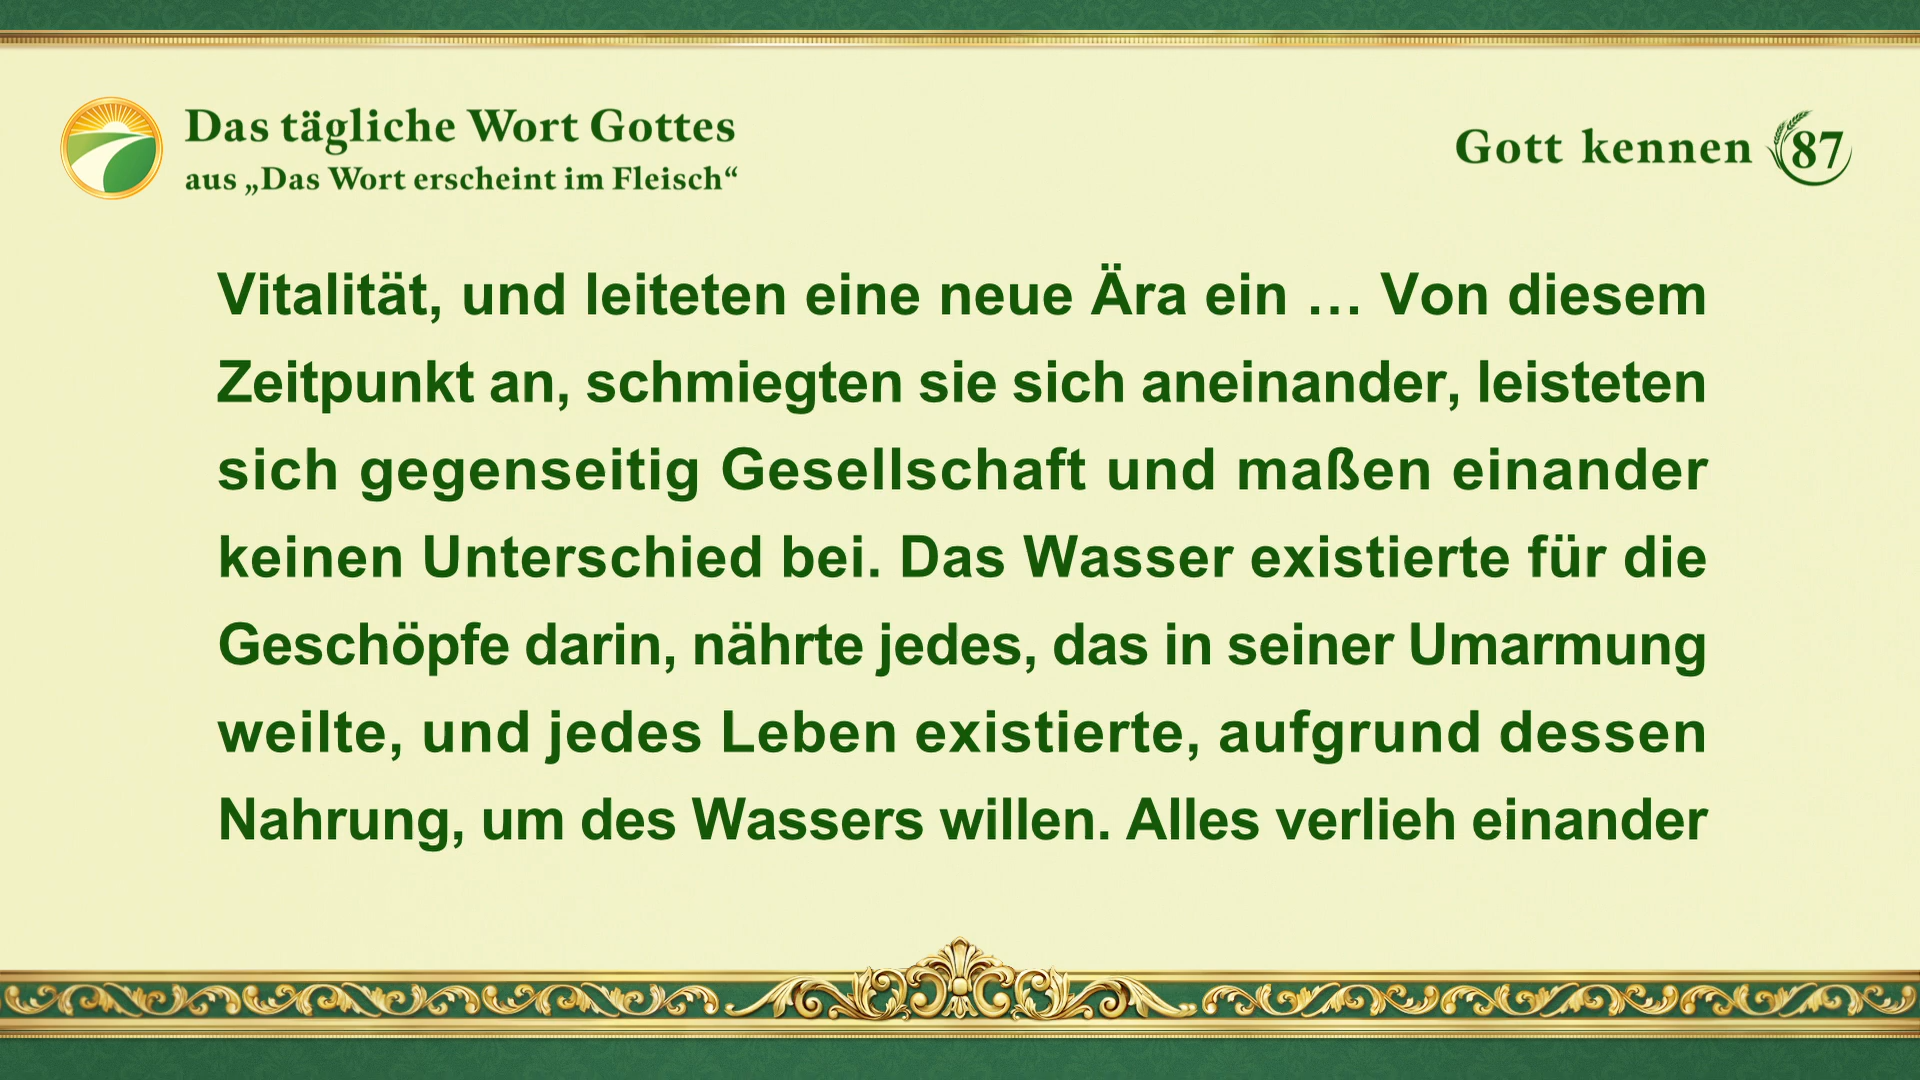 Das tägliche Wort Gottes
aus „Das Wort erscheint im Fleisch“
Gott kennen 87
Vitalität, und leiteten eine neue Ära ein … Von diesem
Zeitpunkt an, schmiegten sie sich aneinander, leisteten
sich gegenseitig Gesellschaft und maßen einander
keinen Unterschied bei. Das Wasser existierte für die
Geschöpfe darin, nährte jedes, das in seiner Umarmung
weilte, und jedes Leben existierte, aufgrund dessen
Nahrung, um des Wassers willen. Alles verlieh einander